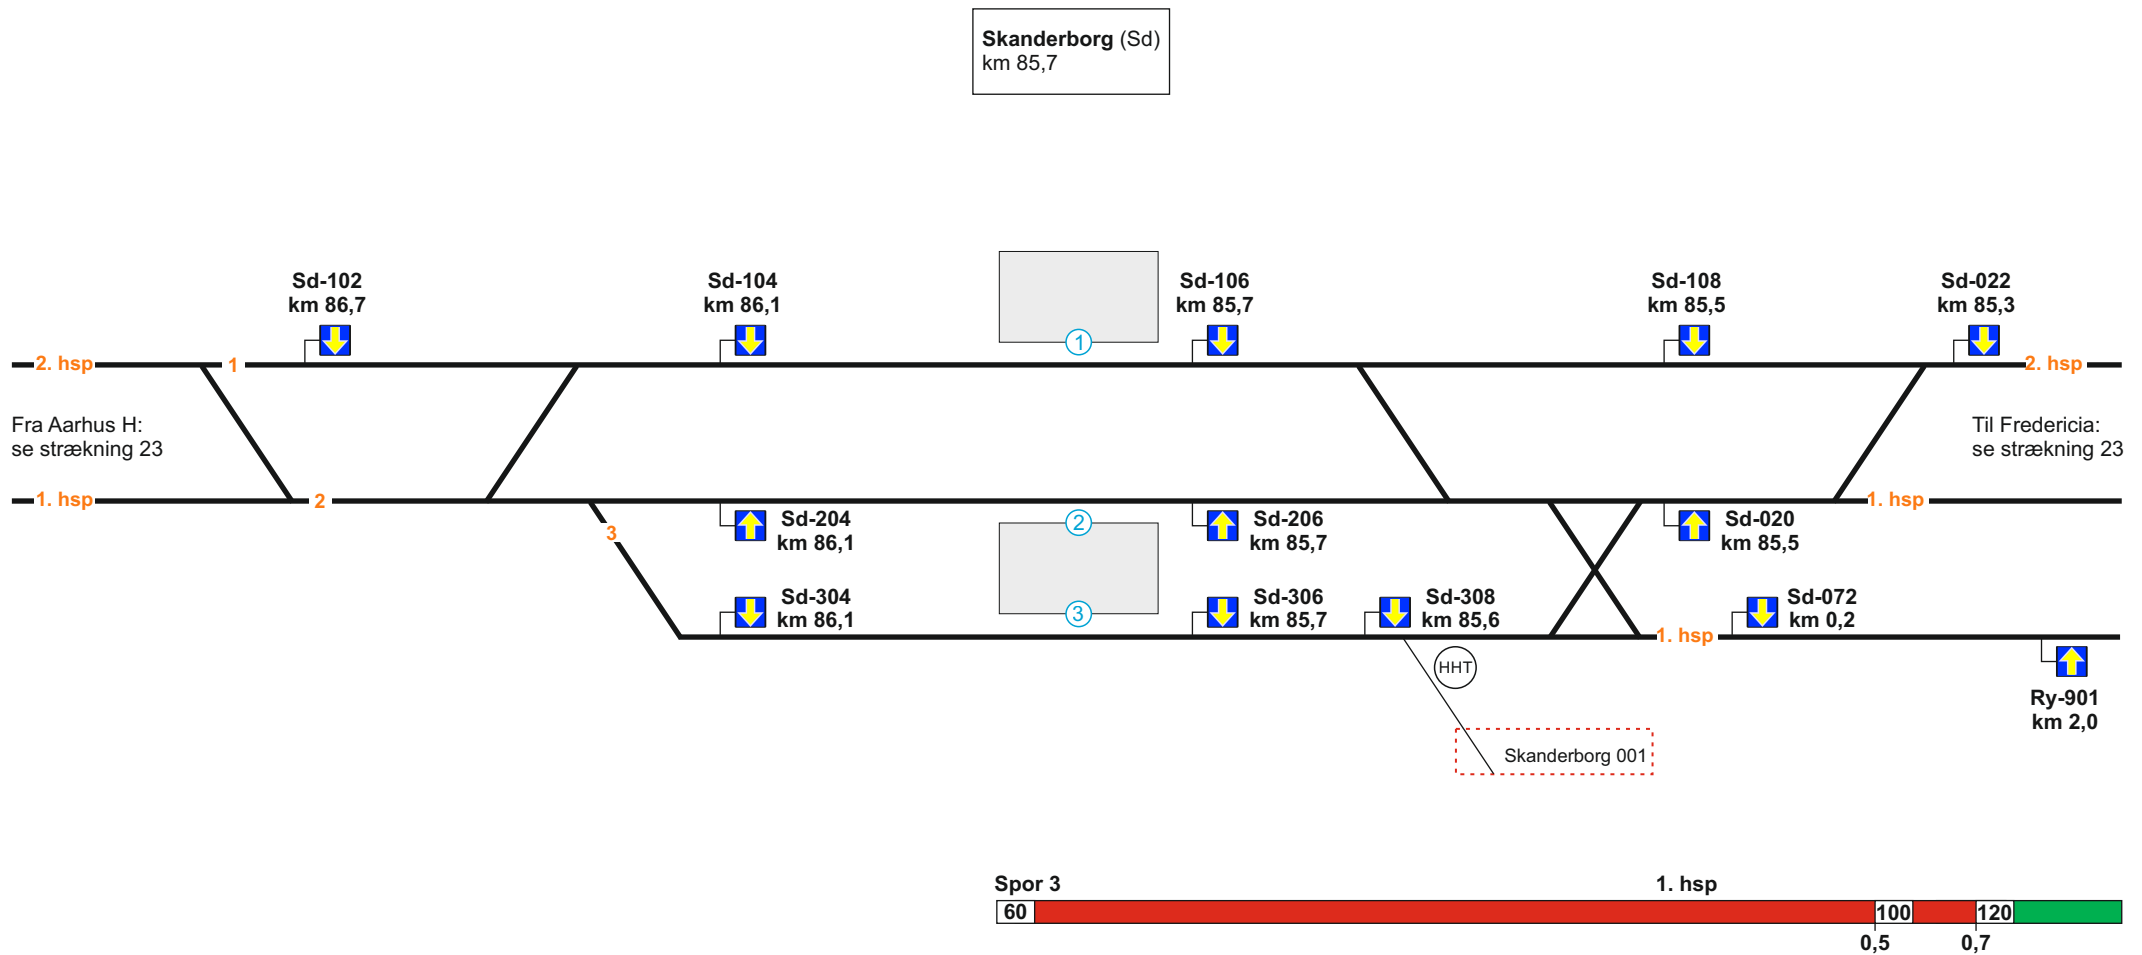 Skanderborg (Sd)
km 85,7
Sd-102
km 86,7
Sd-104
km 86,1
Sd-106
km 85,7
Sd-108
km 85,5
Sd-022
km 85,3
1
2. hsp
1
2. hsp
Fra Aarhus H:
se strækning 23
Til Fredericia:
se strækning 23
1. hsp
2
1. hsp
Sd-204
km 86,1
2
Sd-206
km 85,7
Sd-020
km 85,5
3
Sd-304
km 86,1
3
Sd-306
km 85,7
Sd-308
km 85,6
Sd-072
km 0,2
1. hsp
HHT
Ry-901
km 2,0
Skanderborg 001
Spor 3
1. hsp
60
100
120
0,5
0,7